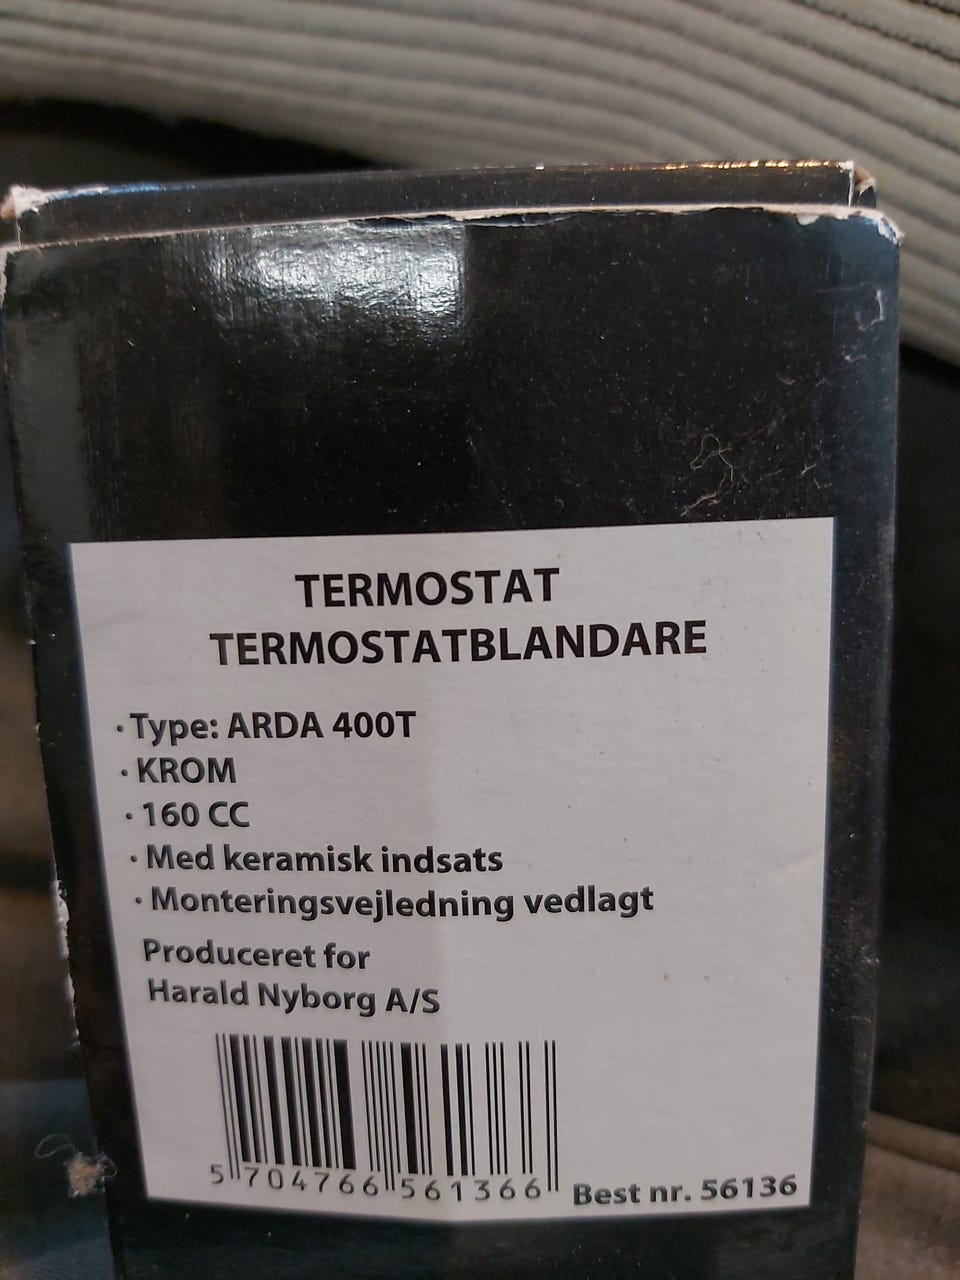 TERMOSTAT
TERMOSTATBLANDARE
· Type: ARDA 400T
· KROM
· 160 CC
· Med keramisk indsats
· Monteringsvejledning vedlagt
Produceret for
Harald Nyborg A/S
5 704766 561366
Best nr. 56136